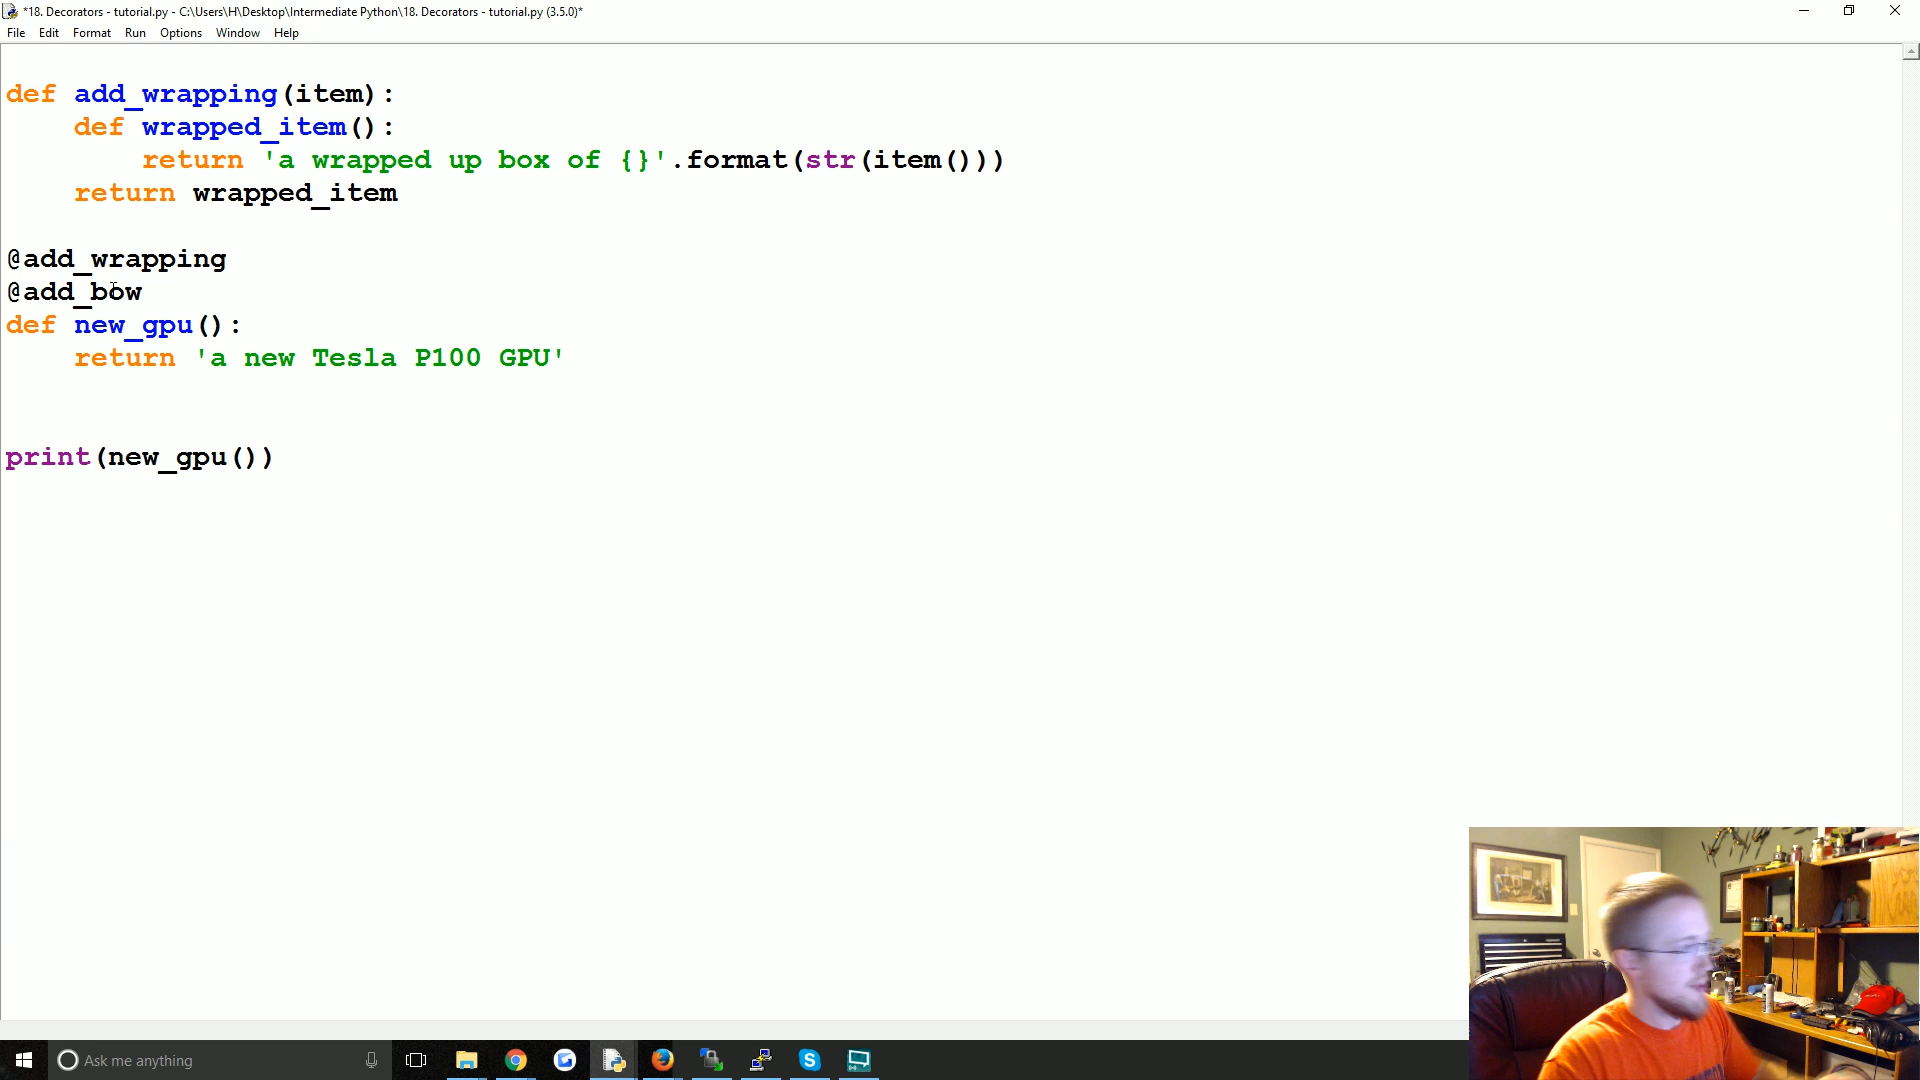 *18. Decorators - tutorial.py - C:\Users\H\Desktop\Intermediate Python\18. Decorators - tutorial.py (3.5.0)*
File Edit Format Run Options Window Help
def add_wrapping(item):
    def wrapped_item():
        return 'a wrapped up box of {}'.format(str(item()))
    return wrapped_item
@add_wrapping
@add_bow
def new_gpu():
    return 'a new Tesla P100 GPU'
print(new_gpu())
Ask me anything